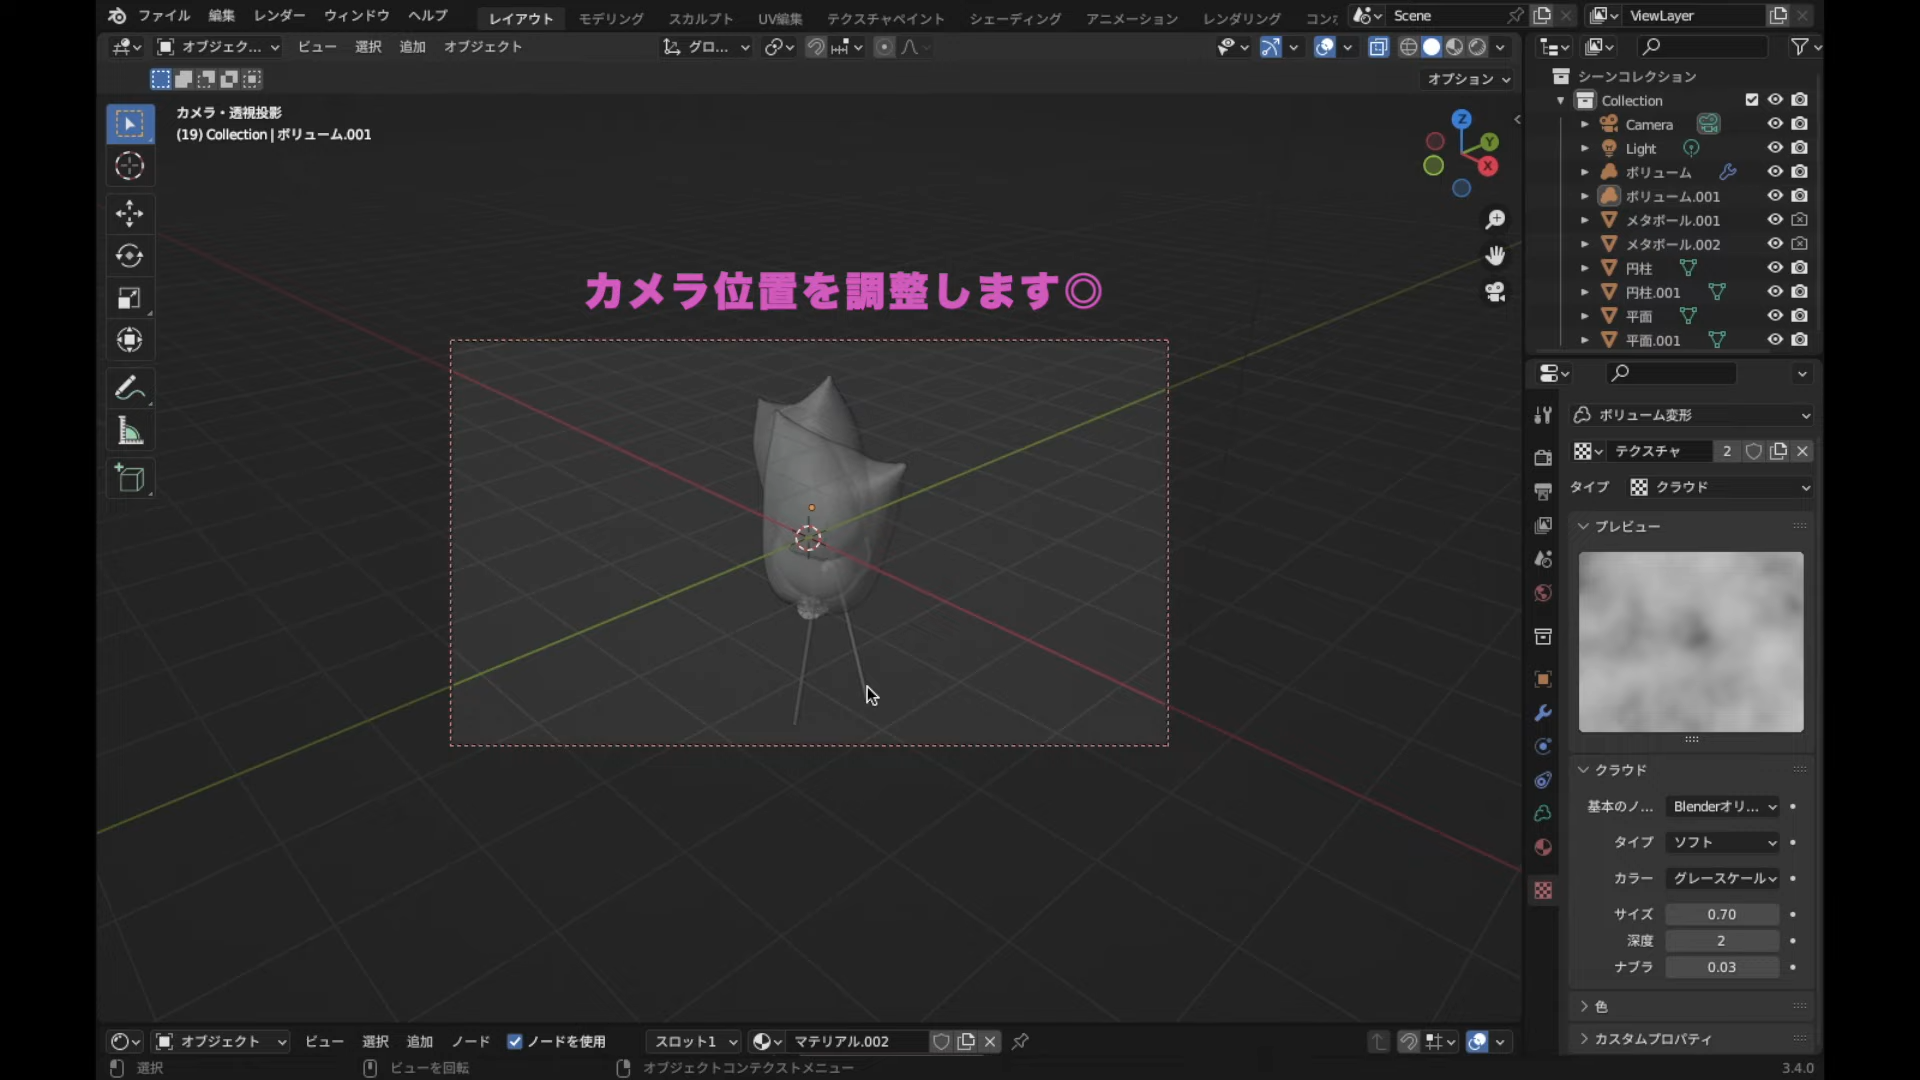 ファイル 編集 レンダー ウィンドウ ヘルプ レイアウト モデリング スカルプト UV編集 テクスチャペイント シェーディング アニメーション レンダリング Scene ViewLayer
オブジェク... ビュー 選択 追加 オブジェクト グロ...
オプション
カメラ・透視投影
(19) Collection | ボリューム.001
Z
Y
X
カメラ位置を調整します◎
シーンコレクション
Collection
Camera
Light
ボリューム
ボリューム.001
メタボール.001
メタボール.002
円柱
円柱.001
平面
平面.001
ボリューム変形
テクスチャ 2
タイプ クラウド
プレビュー
クラウド
基本のノ... Blenderオリ...
タイプ ソフト
カラー グレースケール
サイズ 0.70
深度 2
ナブラ 0.03
色
カスタムプロパティ
オブジェクト ビュー 選択 追加 ノード ノードを使用 スロット1 マテリアル.002
選択 ビューを回転 オブジェクトコンテクストメニュー 3.4.0